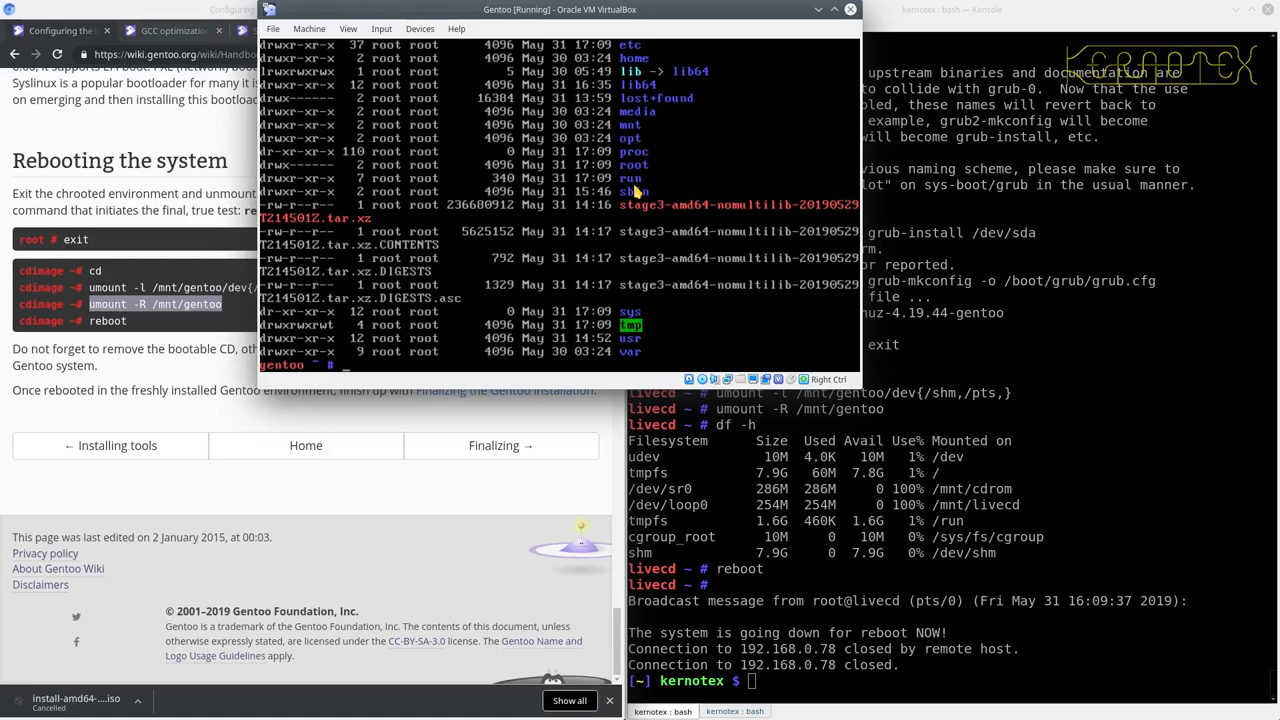 Configuring
Gentoo [Running] - Oracle VM VirtualBox
kernotex : bash — Konsole
Configuring the
GCC optimizatio
https://wiki.gentoo.org/wiki/Handbo
File Machine View Input Devices Help
Syslinux is a popular bootloader for many it is
on emerging and then installing this bootload
Rebooting the system
Exit the chrooted environment and unmoun
command that initiates the final, true test: re
root # exit
cdimage ~# cd
cdimage ~# umount -l /mnt/gentoo/dev{/
cdimage ~# umount -R /mnt/gentoo
cdimage ~# reboot
Do not forget to remove the bootable CD, oth
Gentoo system.
Once rebooted in the freshly installed Gentoo environment, finish up with Finalizing the Gentoo installation.
← Installing tools
Home
Finalizing →
This page was last edited on 2 January 2015, at 00:03.
Privacy policy
About Gentoo Wiki
Disclaimers
© 2001–2019 Gentoo Foundation, Inc.
Gentoo is a trademark of the Gentoo Foundation, Inc. The contents of this document, unless
otherwise expressly stated, are licensed under the CC-BY-SA-3.0 license. The Gentoo Name and
Logo Usage Guidelines apply.
install-amd64-....iso
Cancelled
Show all
drwxr-xr-x 37 root root 4096 May 31 17:09 etc
drwxr-xr-x 2 root root 4096 May 30 03:24 home
lrwxrwxrwx 1 root root 5 May 30 05:49 lib -> lib64
drwxr-xr-x 12 root root 4096 May 31 16:35 lib64
drwx------ 2 root root 16384 May 31 13:59 lost+found
drwxr-xr-x 2 root root 4096 May 30 03:24 media
drwxr-xr-x 2 root root 4096 May 30 03:24 mnt
drwxr-xr-x 2 root root 4096 May 30 03:24 opt
dr-xr-xr-x 110 root root 0 May 31 17:09 proc
drwx------ 2 root root 4096 May 30 03:24 root
drwxr-xr-x 7 root root 340 May 31 17:09 run
drwxr-xr-x 2 root root 4096 May 31 15:46 sbin
-rw-r--r-- 1 root root 236680912 May 31 14:16 stage3-amd64-nomultilib-20190529
T214501Z.tar.xz
-rw-r--r-- 1 root root 5625152 May 31 14:17 stage3-amd64-nomultilib-20190529
T214501Z.tar.xz.CONTENTS
-rw-r--r-- 1 root root 792 May 31 14:17 stage3-amd64-nomultilib-20190529
T214501Z.tar.xz.DIGESTS
-rw-r--r-- 1 root root 1329 May 31 14:17 stage3-amd64-nomultilib-20190529
T214501Z.tar.xz.DIGESTS.asc
dr-xr-xr-x 12 root root 0 May 31 17:09 sys
drwxrwxrwt 4 root root 4096 May 31 17:09 tmp
drwxr-xr-x 12 root root 4096 May 31 14:52 usr
drwxr-xr-x 9 root root 4096 May 30 03:24 var
gentoo ~ # _
Right Ctrl
KERNOTEX
upstream binaries and documentation are
to collide with grub-0.  Now that the use
bled, these names will revert back to
example, grub2-mkconfig will become
will become grub-install, etc.
vious naming scheme, please make sure to
lot" on sys-boot/grub in the usual manner.
grub-install /dev/sda
rm.
or reported.
grub-mkconfig -o /boot/grub/grub.cfg
file ...
nuz-4.19.44-gentoo
exit
livecd ~ # umount -l /mnt/gentoo/dev{/shm,/pts,}
livecd ~ # umount -R /mnt/gentoo
livecd ~ # df -h
Filesystem Size Used Avail Use% Mounted on
udev 10M 4.0K 10M 1% /dev
tmpfs 7.9G 60M 7.8G 1% /
/dev/sr0 286M 286M 0 100% /mnt/cdrom
/dev/loop0 254M 254M 0 100% /mnt/livecd
tmpfs 1.6G 460K 1.6G 1% /run
cgroup_root 10M 0 10M 0% /sys/fs/cgroup
shm 7.9G 0 7.9G 0% /dev/shm
livecd ~ # reboot
livecd ~ #
Broadcast message from root@livecd (pts/0) (Fri May 31 16:09:37 2019):
The system is going down for reboot NOW!
Connection to 192.168.0.78 closed by remote host.
Connection to 192.168.0.78 closed.
[~] kernotex $
kernotex : bash
kernotex : bash